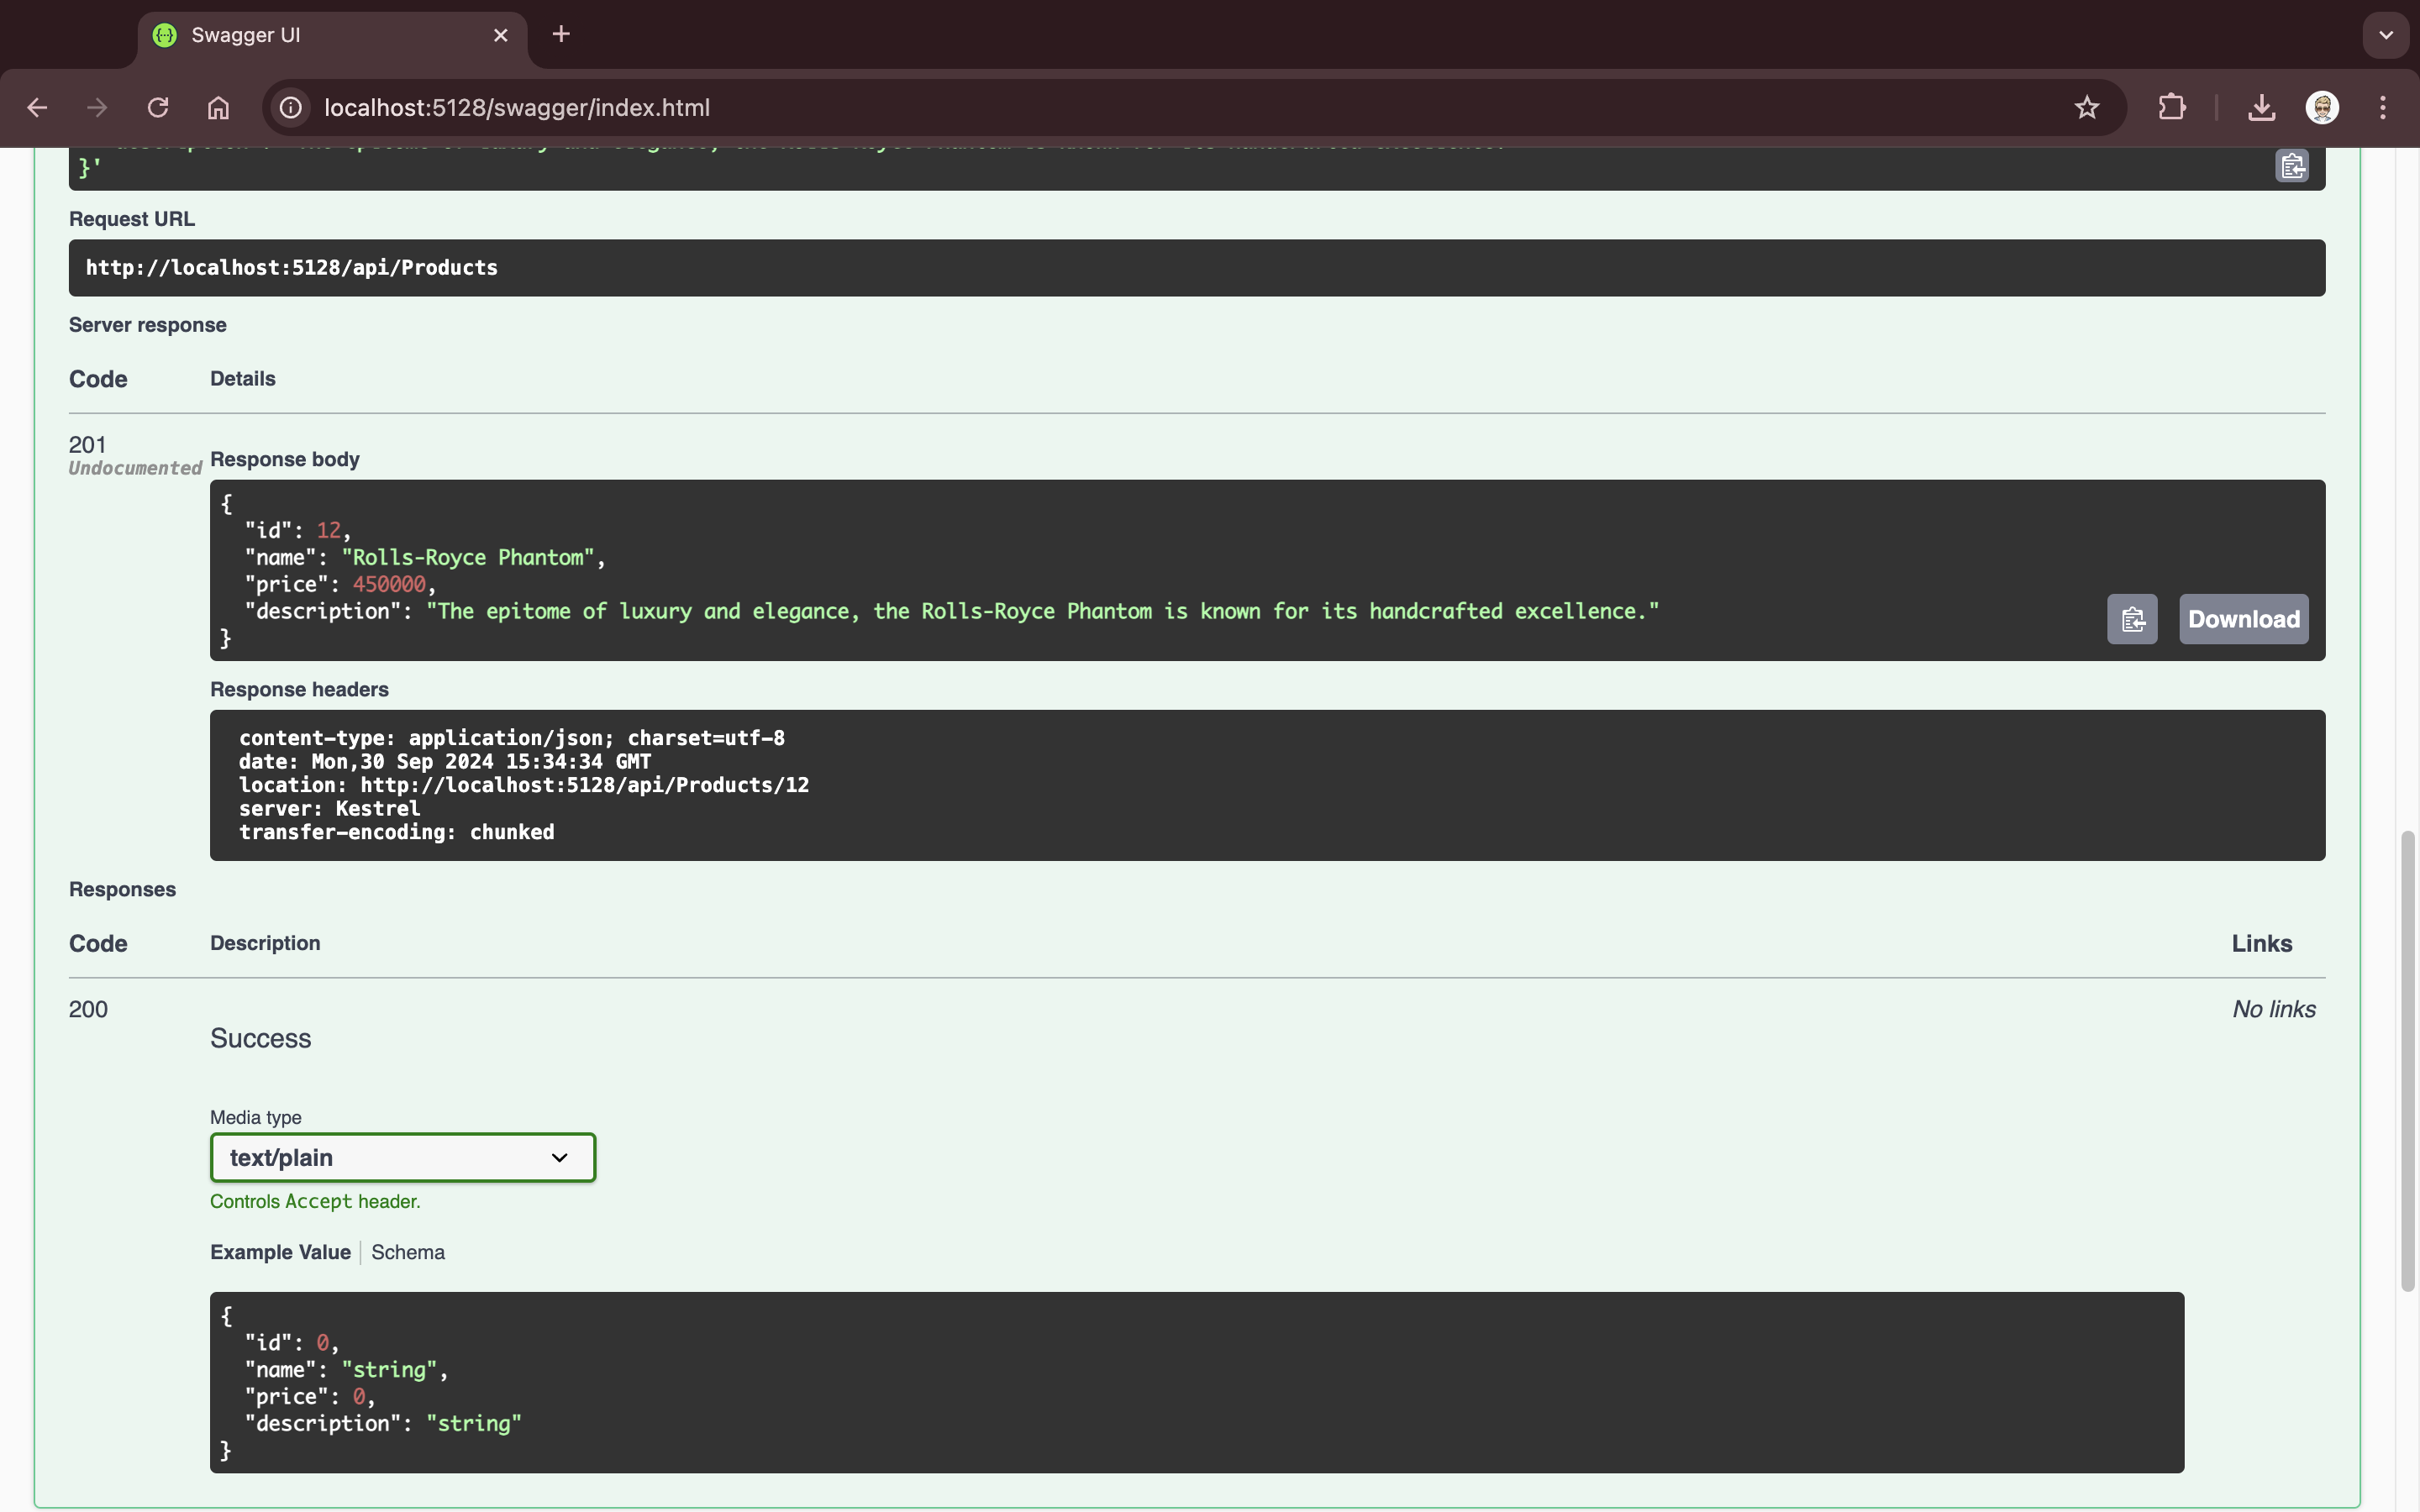 Swagger UI
localhost:5128/swagger/index.html
}'
Request URL
http://localhost:5128/api/Products
Server response
Code Details
201
Undocumented
Response body
{
"id": 12,
"name": "Rolls-Royce Phantom",
"price": 450000,
"description": "The epitome of luxury and elegance, the Rolls-Royce Phantom is known for its handcrafted excellence."
}
Download
Response headers
content-type: application/json; charset=utf-8
date: Mon,30 Sep 2024 15:34:34 GMT
location: http://localhost:5128/api/Products/12
server: Kestrel
transfer-encoding: chunked
Responses
Code Description Links
200
Success
No links
Media type
text/plain
Controls Accept header.
Example Value Schema
{
"id": 0,
"name": "string",
"price": 0,
"description": "string"
}